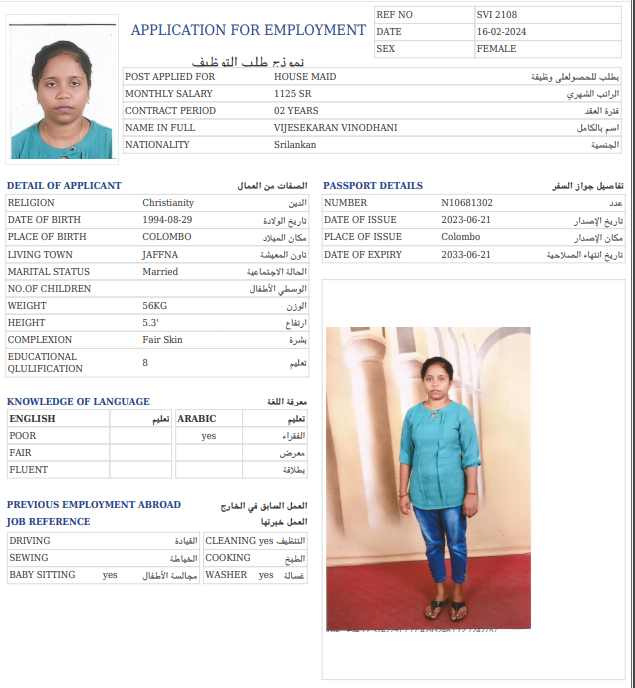 APPLICATION FOR EMPLOYMENT
نموذج طلب التوظيف
REF NO SVI 2108
DATE 16-02-2024
SEX FEMALE
POST APPLIED FOR HOUSE MAID يطلب للحصولعلى وظيفة
MONTHLY SALARY 1125 SR الراتب الشهري
CONTRACT PERIOD 02 YEARS فترة العقد
NAME IN FULL VIJESEKARAN VINODHANI اسم بالكامل
NATIONALITY Srilankan الجنسية
DETAIL OF APPLICANT الصفات من العمال
RELIGION Christianity الدين
DATE OF BIRTH 1994-08-29 تاريخ الولادة
PLACE OF BIRTH COLOMBO مكان الميلاد
LIVING TOWN JAFFNA تاون المعيشة
MARITAL STATUS Married الحالة الاجتماعية
NO.OF CHILDREN الوسطي الأطفال
WEIGHT 56KG الوزن
HEIGHT 5.3' ارتفاع
COMPLEXION Fair Skin بشرة
EDUCATIONAL
QLULIFICATION 8 تعليم
PASSPORT DETAILS تفاصيل جواز السفر
NUMBER N10681302 عدد
DATE OF ISSUE 2023-06-21 تاريخ الإصدار
PLACE OF ISSUE Colombo مكان الإصدار
DATE OF EXPIRY 2033-06-21 تاريخ انتهاء الصلاحية
KNOWLEDGE OF LANGUAGE معرفة اللغة
ENGLISH تعليم ARABIC تعليم
POOR yes الفقراء
FAIR معرض
FLUENT بطلاقة
PREVIOUS EMPLOYMENT ABROAD العمل السابق في الخارج
JOB REFERENCE العمل خبرتها
DRIVING القيادة CLEANING yes التنظيف
SEWING الخياطة COOKING الطبخ
BABY SITTING yes مجالسة الأطفال WASHER yes غسالة